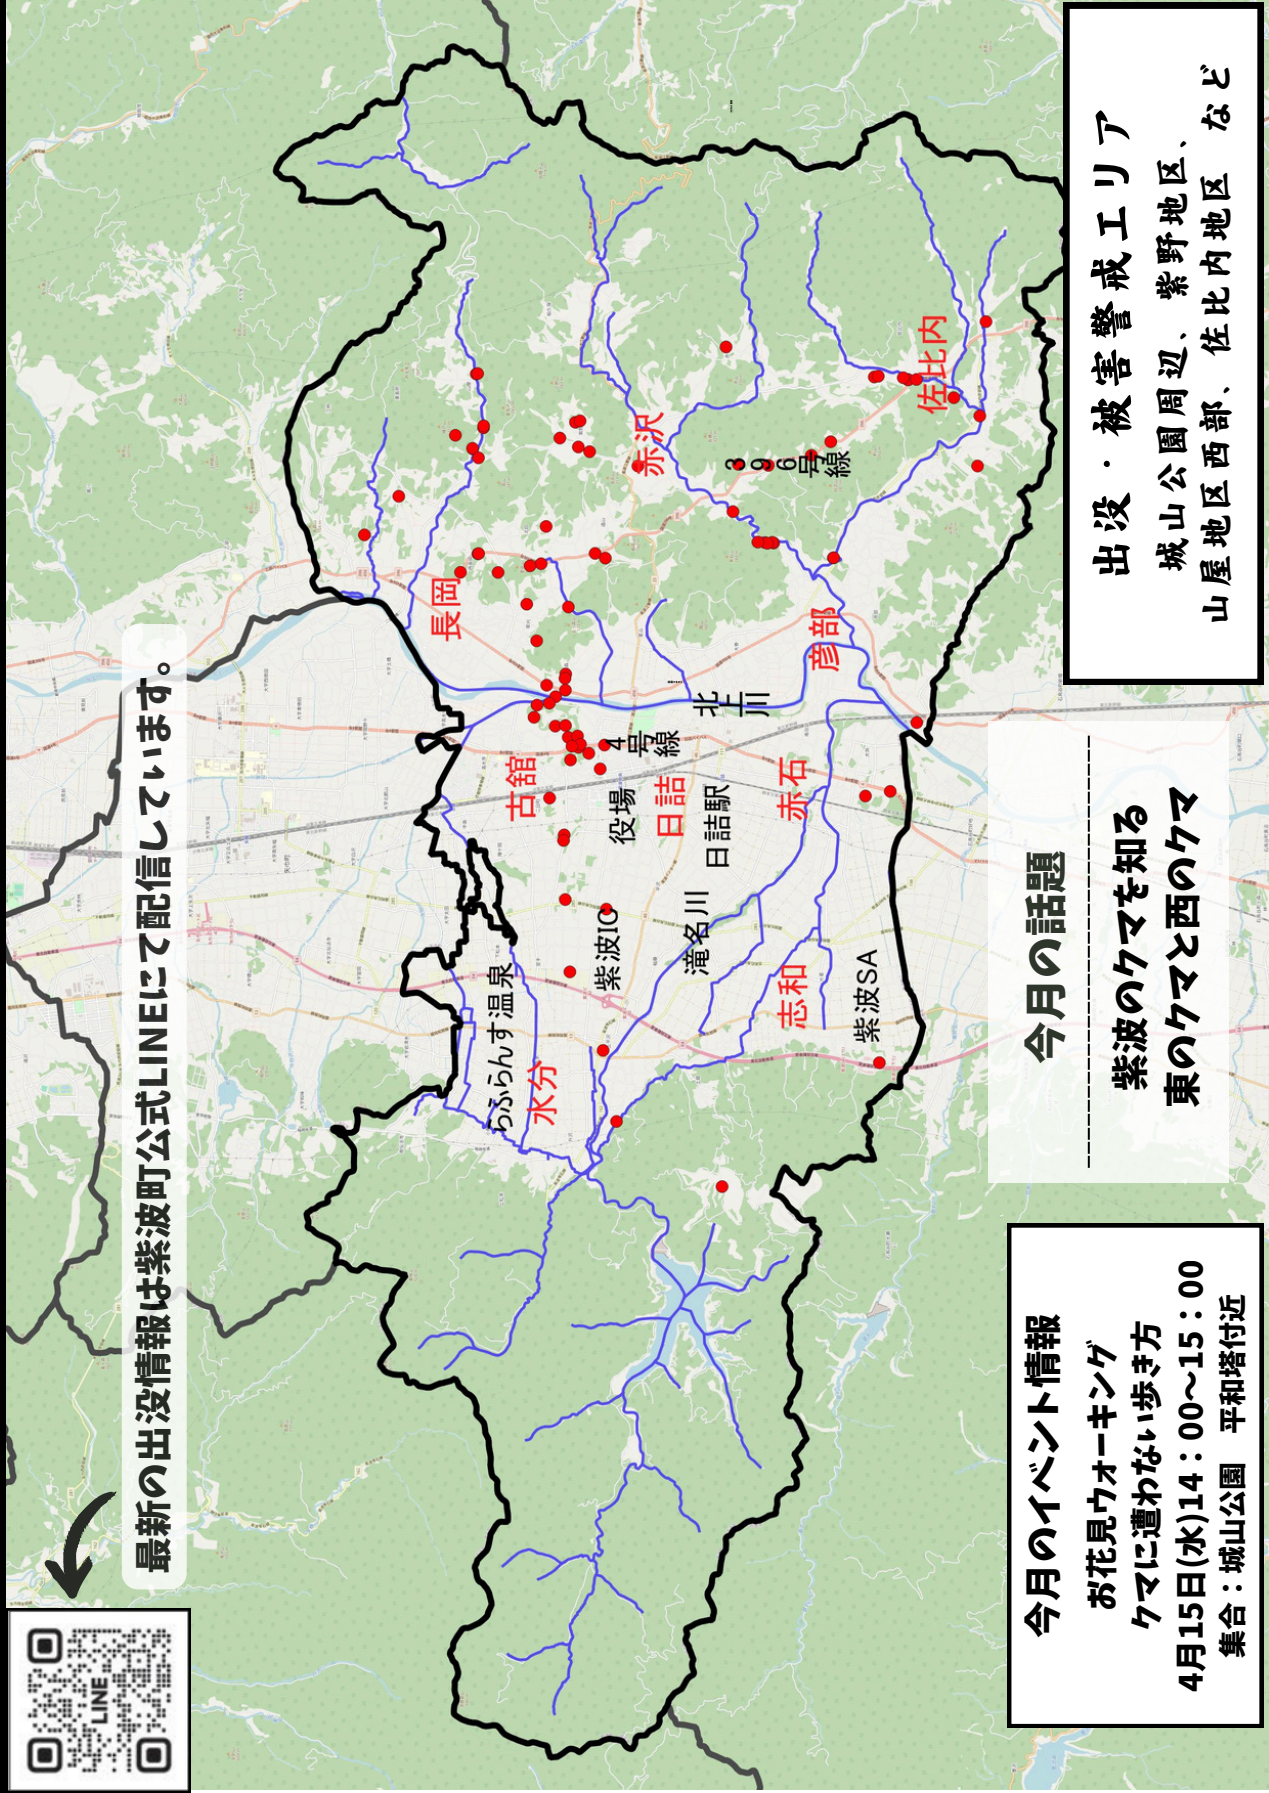 LINE
最新の出没情報は紫波町公式LINEにて配信しています。
長岡
らふらんす温泉
水分
古舘
紫波IC
役場
4号線
赤沢
日詰
滝名川
日詰駅
北上川
396号線
志和
赤石
彦部
紫波SA
佐比内
今月のイベント情報
お花見ウォーキング
クマに遭わない歩き方
4月15日(水)14：00～15：00
集合：城山公園　平和塔付近
今月の話題
紫波のクマを知る
東のクマと西のクマ
出没・被害警戒エリア
城山公園周辺、紫野地区、
山屋地区西部、佐比内地区　など